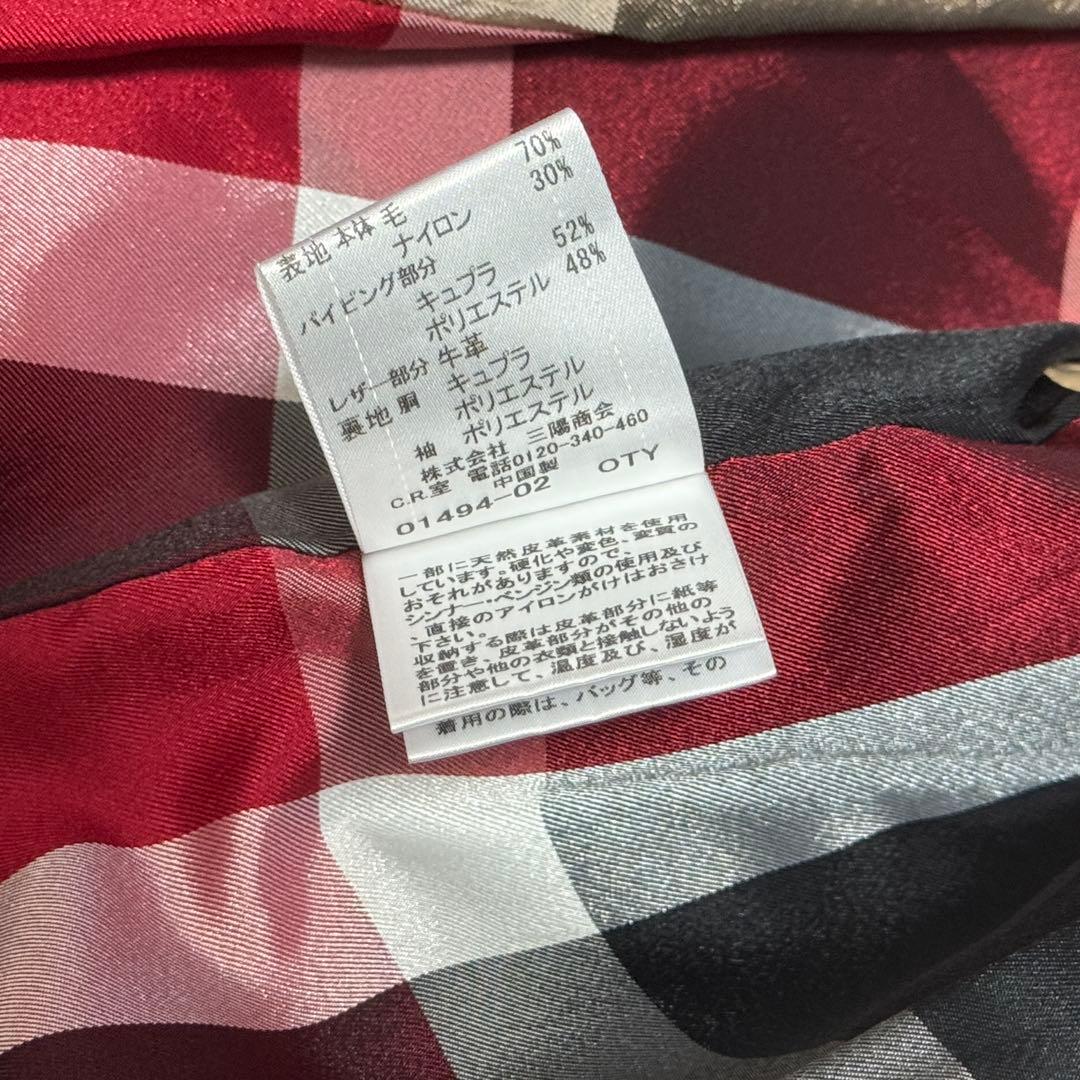 表地 本体 毛 70%
ナイロン 30%
パイピング部分
キュプラ 52%
ポリエステル 48%
レザー部分 牛革
裏地 胴 キュプラ
ポリエステル
袖 ポリエステル
株式会社 三陽商会
C.R.室 電話0120-340-460
中国製
01494-02 OTY
一部に天然皮革素材を使用
しています。硬化や変色、変質の
おそれがありますので、
シンナー・ベンジン類の使用及び
、直接のアイロンがけはおさけ
下さい。
収納する際は皮革部分に紙等
を置き、皮革部分がその他の
部分や他の衣類と接触しないよう
に注意して、温度及び、湿度が
着用の際は、バッグ等、その